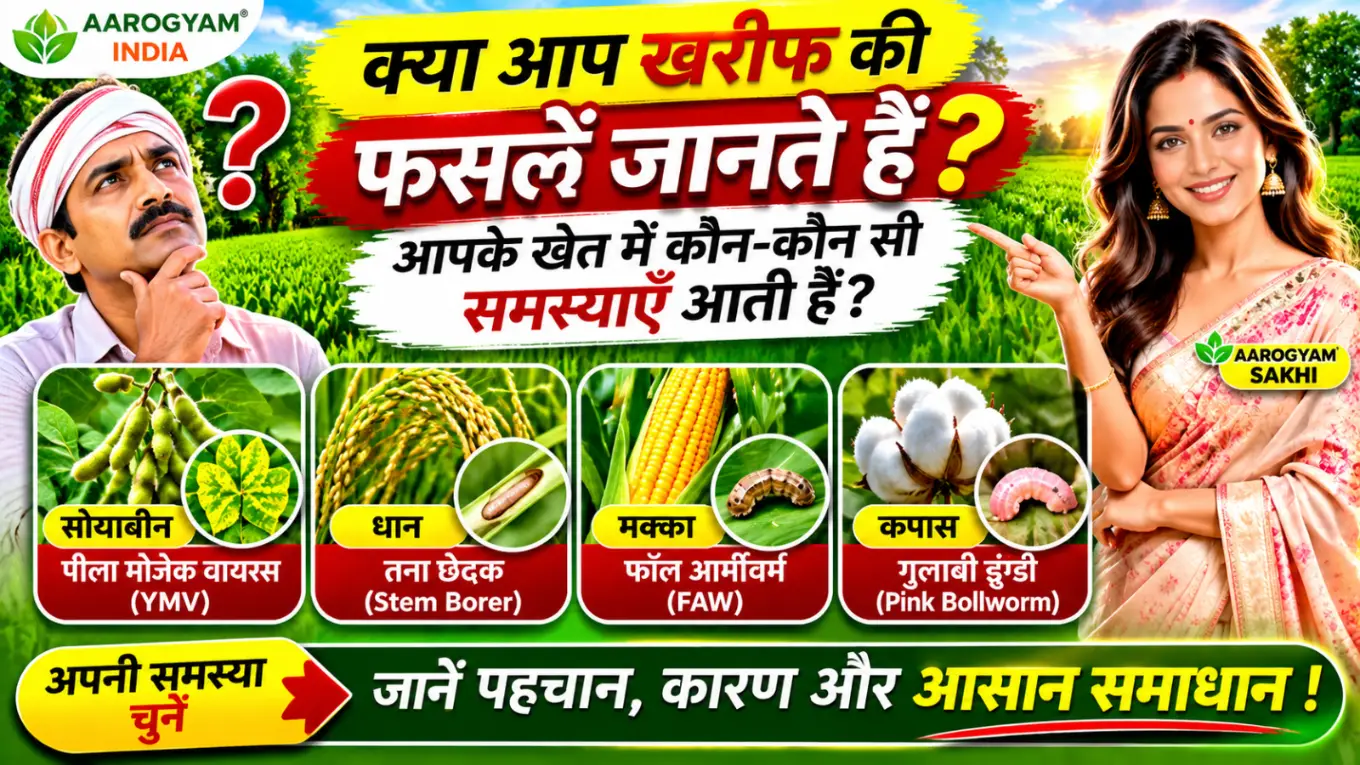 AAROGYAM®
INDIA
क्या आप खरीफ की
फसलें जानते हैं?
आपके खेत में कौन-कौन सी
समस्याएँ आती हैं?
AAROGYAM®
SAKHI
सोयाबीन
पीला मोजेक वायरस
(YMV)
धान
तना छेदक
(Stem Borer)
मक्का
फॉल आर्मीवर्म
(FAW)
कपास
गुलाबी झुंग्डी
(Pink Bollworm)
अपनी समस्या
चुनें
जानें पहचान, कारण और आसान समाधान !